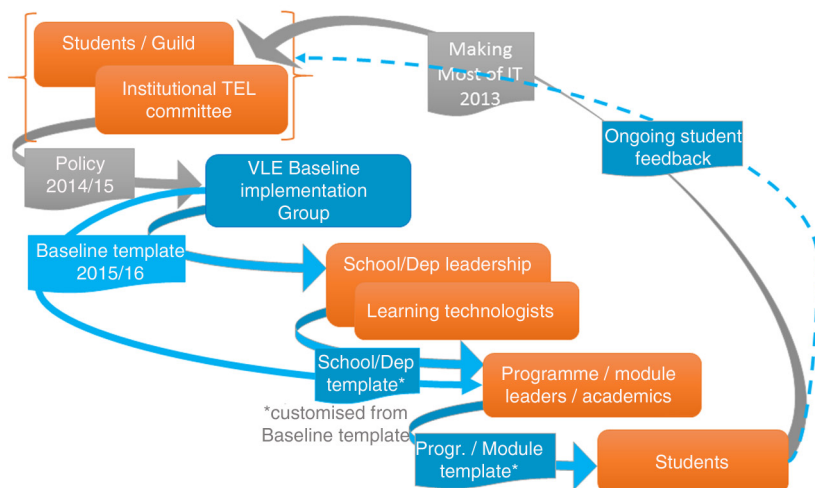 Students / Guild
Institutional TEL
committee
Making
Most of IT
2013
Ongoing student
feedback
Policy
2014/15
VLE Baseline
implementation
Group
Baseline template
2015/16
School/Dep leadership
Learning technologists
School/Dep
template*
*customised from
Baseline template
Programme / module
leaders / academics
Progr. / Module
template*
Students